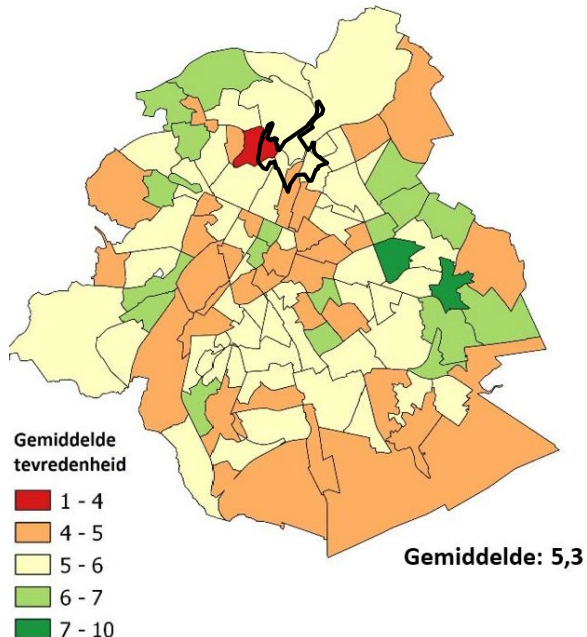 Gemiddelde
tevredenheid
1 - 4
4 - 5
5 - 6
6 - 7
7 - 10
Gemiddelde: 5,3